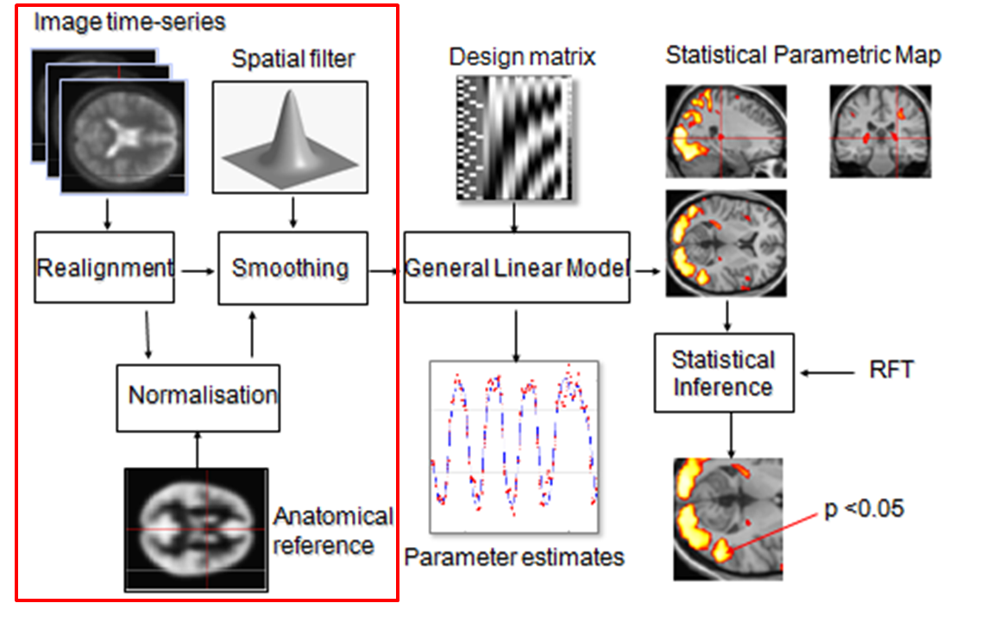 Image time-series
Spatial filter
Design matrix
Statistical Parametric Map
Realignment
Smoothing
General Linear Model
Statistical
Inference
RFT
Normalisation
Anatomical
reference
Parameter estimates
p <0.05